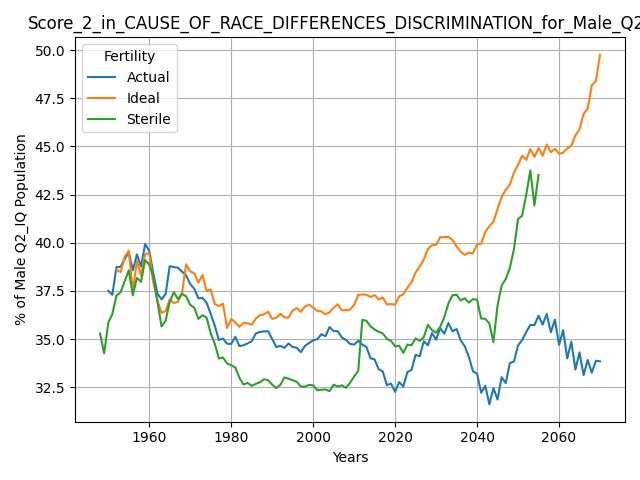 Score_2_in_CAUSE_OF_RACE_DIFFERENCES_DISCRIMINATION_for_Male_Q2
Fertility
Actual
Ideal
Sterile
% of Male Q2_IQ Population
50.0
47.5
45.0
42.5
40.0
37.5
35.0
32.5
1960
1980
2000
2020
2040
2060
Years